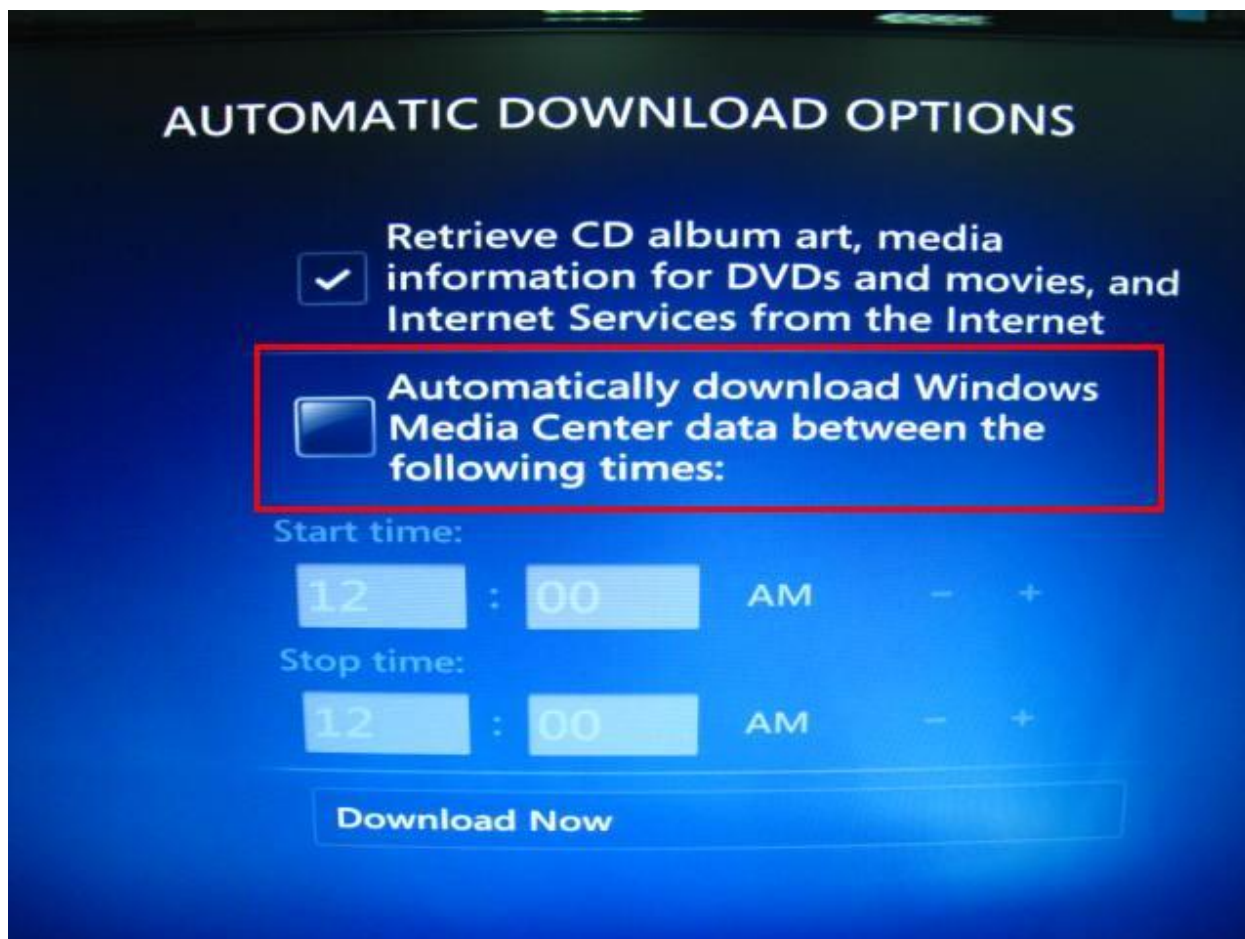 AUTOMATIC DOWNLOAD OPTIONS
Retrieve CD album art, media
information for DVDs and movies, and
Internet Services from the Internet
Automatically download Windows
Media Center data between the
following times:
Start time:
12 : 00 AM - +
Stop time:
12 : 00 AM - +
Download Now